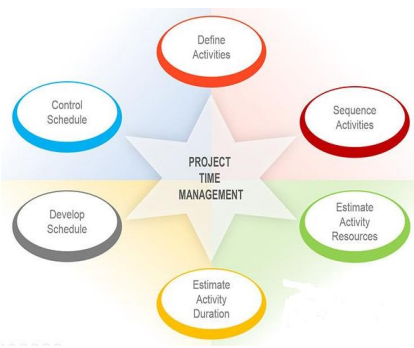 Define
Activities
Control
Schedule
Sequence
Activities
PROJECT
TIME
MANAGEMENT
Develop
Schedule
Estimate
Activity
Resources
Estimate
Activity
Duration